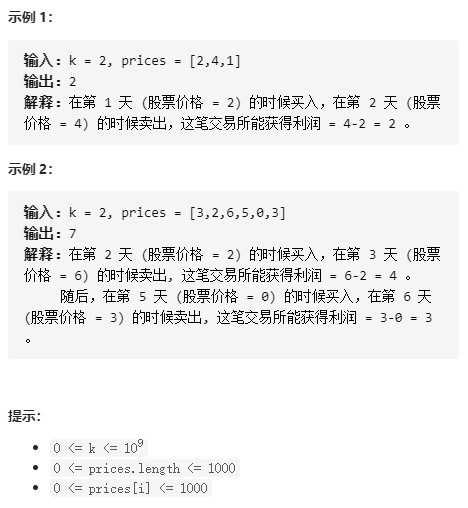 示例 1：
输入：k = 2, prices = [2,4,1]
输出：2
解释：在第 1 天 (股票价格 = 2) 的时候买入，在第 2 天 (股票
价格 = 4) 的时候卖出，这笔交易所能获得利润 = 4-2 = 2 。
示例 2：
输入：k = 2, prices = [3,2,6,5,0,3]
输出：7
解释：在第 2 天 (股票价格 = 2) 的时候买入，在第 3 天 (股票
价格 = 6) 的时候卖出, 这笔交易所能获得利润 = 6-2 = 4 。
随后，在第 5 天 (股票价格 = 0) 的时候买入，在第 6 天
(股票价格 = 3) 的时候卖出, 这笔交易所能获得利润 = 3-0 = 3
。
提示：
• 0 <= k <= 10⁹
• 0 <= prices.length <= 1000
• 0 <= prices[i] <= 1000